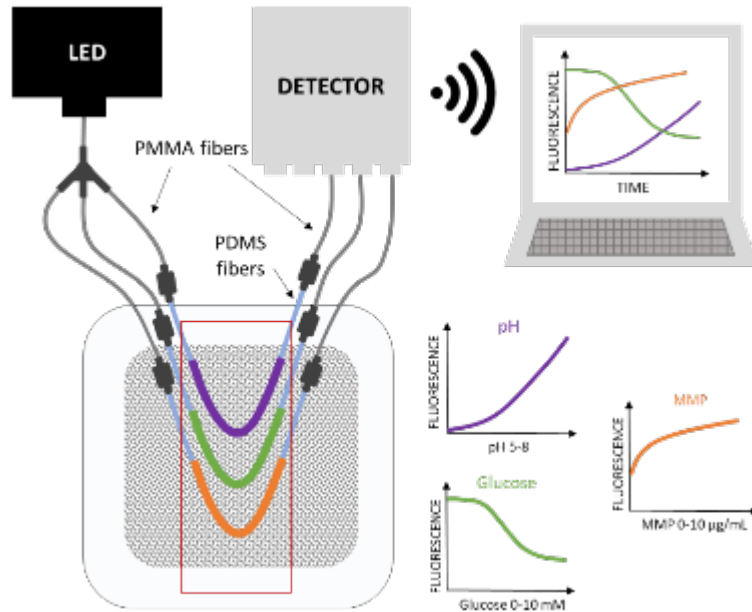 LED
DETECTOR
PMMA fibers
PDMS
fibers
FLUORESCENCE
TIME
pH
FLUORESCENCE
pH 5-8
MMP
FLUORESCENCE
MMP 0-10 µg/mL
Glucose
FLUORESCENCE
Glucose 0-10 mM